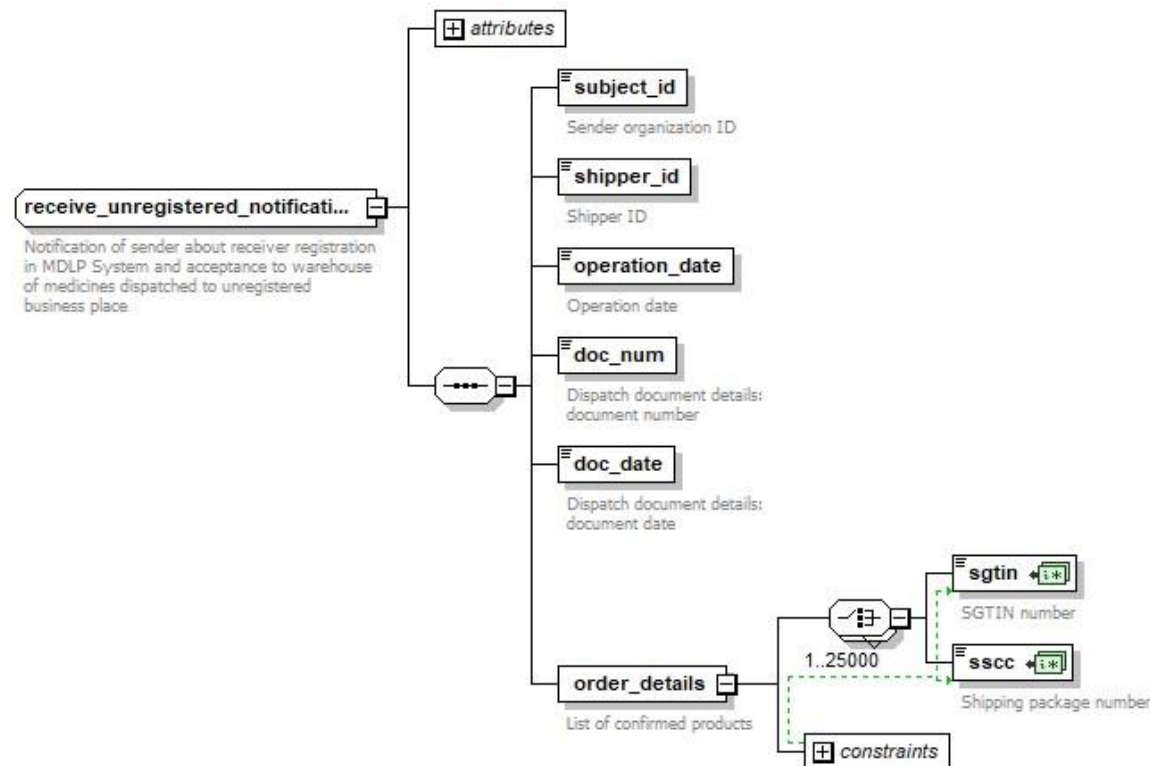 attributes
subject_id
Sender organization ID
shipper_id
Shipper ID
receive_unregistered_notificati...
Notification of sender about receiver registration
in MDLP System and acceptance to warehouse
of medicines dispatched to unregistered
business place
operation_date
Operation date
doc_num
Dispatch document details:
document number
doc_date
Dispatch document details:
document date
sgtin
SGTIN number
1..25000
sscc
Shipping package number
order_details
List of confirmed products
constraints